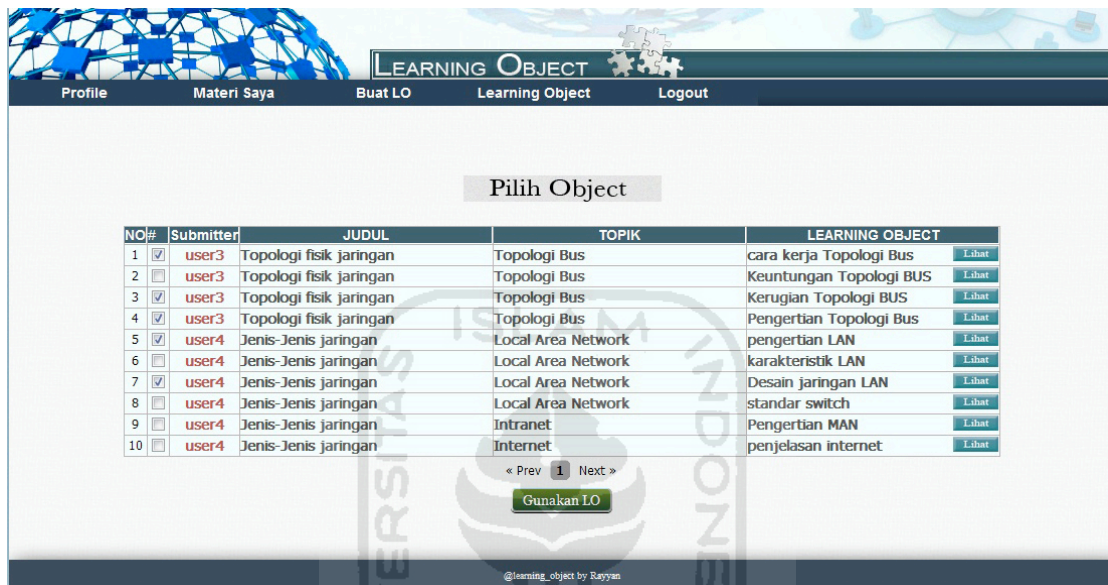 LEARNING OBJECT
Profile Materi Saya Buat LO Learning Object Logout
Pilih Object
NO # Submitter JUDUL TOPIK LEARNING OBJECT
1 user3 Topologi fisik jaringan Topologi Bus cara kerja Topologi Bus Lihat
2 user3 Topologi fisik jaringan Topologi Bus Keuntungan Topologi BUS Lihat
3 user3 Topologi fisik jaringan Topologi Bus Kerugian Topologi BUS Lihat
4 user3 Topologi fisik jaringan Topologi Bus Pengertian Topologi Bus Lihat
5 user4 Jenis-Jenis jaringan Local Area Network pengertian LAN Lihat
6 user4 Jenis-Jenis jaringan Local Area Network karakteristik LAN Lihat
7 user4 Jenis-Jenis jaringan Local Area Network Desain jaringan LAN Lihat
8 user4 Jenis-Jenis jaringan Local Area Network standar switch Lihat
9 user4 Jenis-Jenis jaringan Intranet Pengertian MAN Lihat
10 user4 Jenis-Jenis jaringan Internet penjelasan internet Lihat
« Prev 1 Next »
Gunakan LO
@learning_object by Rayyan
ISLAM